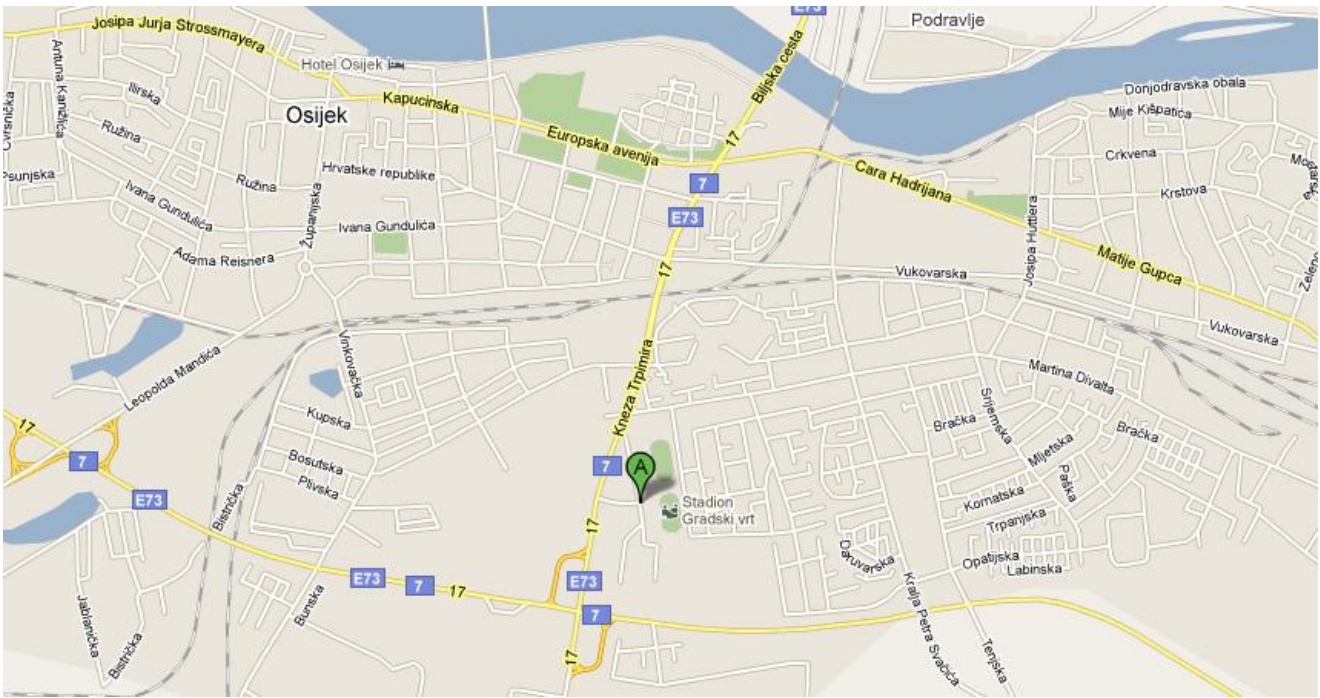 Josipa Jurja Strossmayera
E73
Podravlje
Antuna Kanižlića
Hotel Osijek
Biljska cesta
Donjodravska obala
Ilirska
Kapucinska
Mije Kišpatića
Osijek
Ružina
Europska avenija
17
Crkvena
Psunjska
Hrvatske republike
Cara Hadrijana
Ružina
7
Krstova
Ivana Gundulića
Županijska
Ivana Gundulića
E73
Josipa Huttlera
Matije Gupca
Adama Reisnera
17
Vukovarska
Vukovarska
Leopolda Mandića
Vinkovačka
Kneza Trpimira
Martina Divalta
Kupska
Srijemska
Bračka
Bračka
17
7
Bosutska
7
A
Mljetska
Plivska
Paška
E73
Stadion
Gradski vrt
Kornatska
Bistrička
17
Trpanjska
Daruvarska
Opatijska
Labinska
E73
7
17
E73
7
Jablanička
Bunska
Kralja Petra Svačića
Bistrička
17
Tenjska